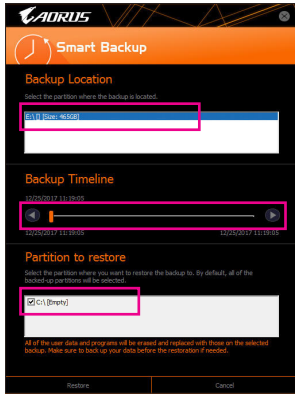 AORUS
Smart Backup
Backup Location
Select the partition where the backup is located.
E:\ [] [Size: 465GB]
Backup Timeline
12/25/2017 11:19:05
12/25/2017 11:19:05 12/25/2017 11:19:05
Partition to restore
Select the partition where you want to restore the backup to. By default, all of the
backed-up partitions will be selected.
C:\ [Empty]
All of the user data and programs will be erased and replaced with those on the selected
backup. Make sure to back up your data before the restoration if needed.
Restore Cancel